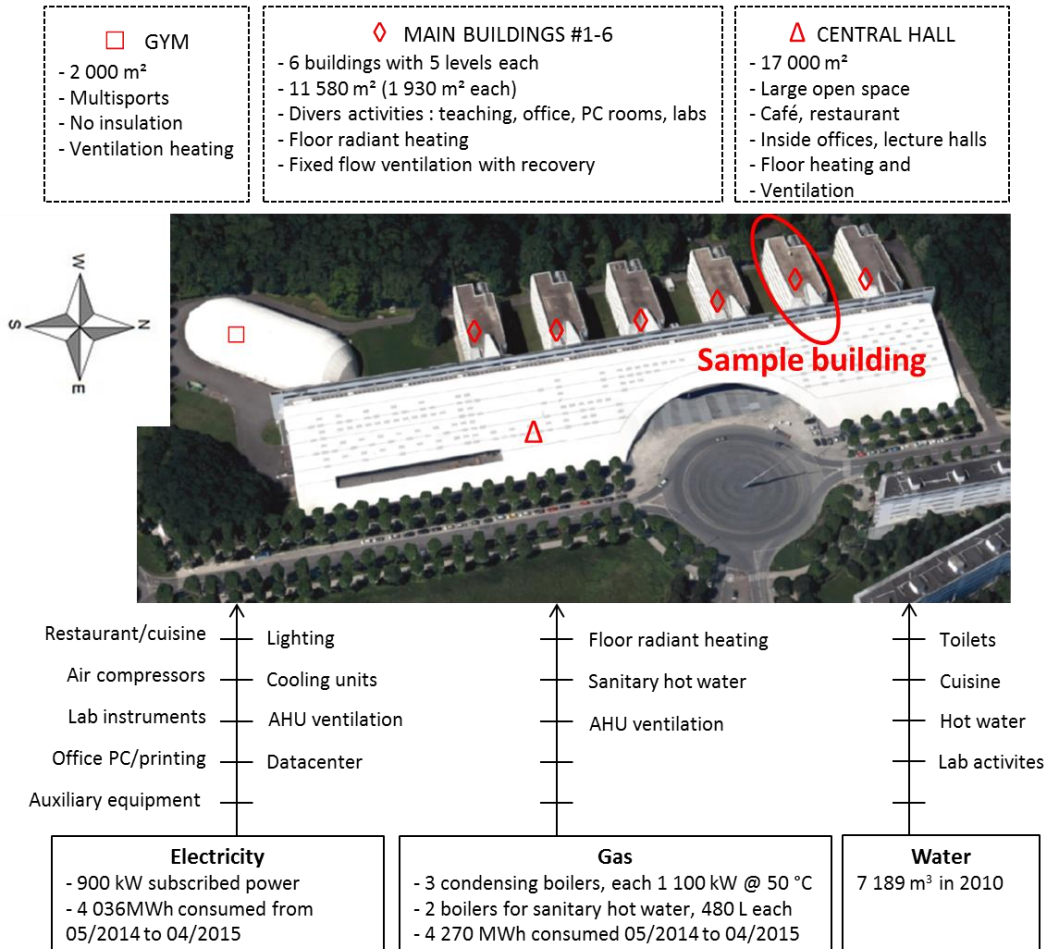 GYM
- 2 000 m²
- Multisports
- No insulation
- Ventilation heating
MAIN BUILDINGS #1-6
- 6 buildings with 5 levels each
- 11 580 m² (1 930 m² each)
- Divers activities : teaching, office, PC rooms, labs
- Floor radiant heating
- Fixed flow ventilation with recovery
CENTRAL HALL
- 17 000 m²
- Large open space
- Café, restaurant
- Inside offices, lecture halls
- Floor heating and
- Ventilation
W
S
N
E
Sample building
Restaurant/cuisine
Air compressors
Lab instruments
Office PC/printing
Auxiliary equipment
Lighting
Cooling units
AHU ventilation
Datacenter
Floor radiant heating
Sanitary hot water
AHU ventilation
Toilets
Cuisine
Hot water
Lab activites
Electricity
- 900 kW subscribed power
- 4 036MWh consumed from
05/2014 to 04/2015
Gas
- 3 condensing boilers, each 1 100 kW @ 50 °C
- 2 boilers for sanitary hot water, 480 L each
- 4 270 MWh consumed 05/2014 to 04/2015
Water
7 189 m³ in 2010